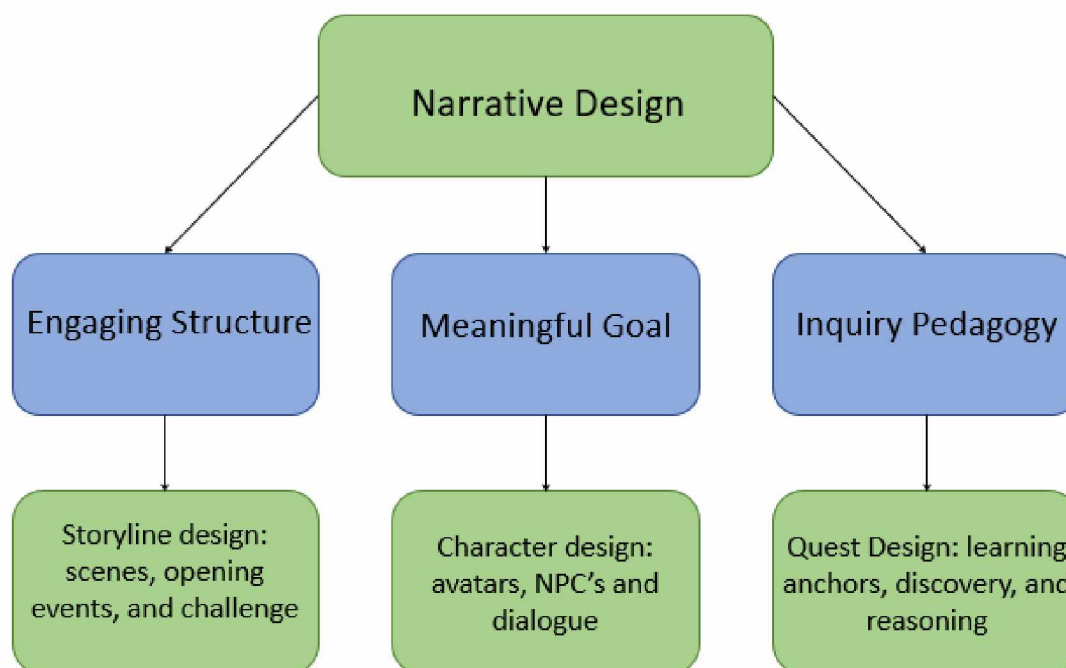 Narrative Design
Engaging Structure
Meaningful Goal
Inquiry Pedagogy
Storyline design:
scenes, opening
events, and challenge
Character design:
avatars, NPC's and
dialogue
Quest Design: learning
anchors, discovery, and
reasoning